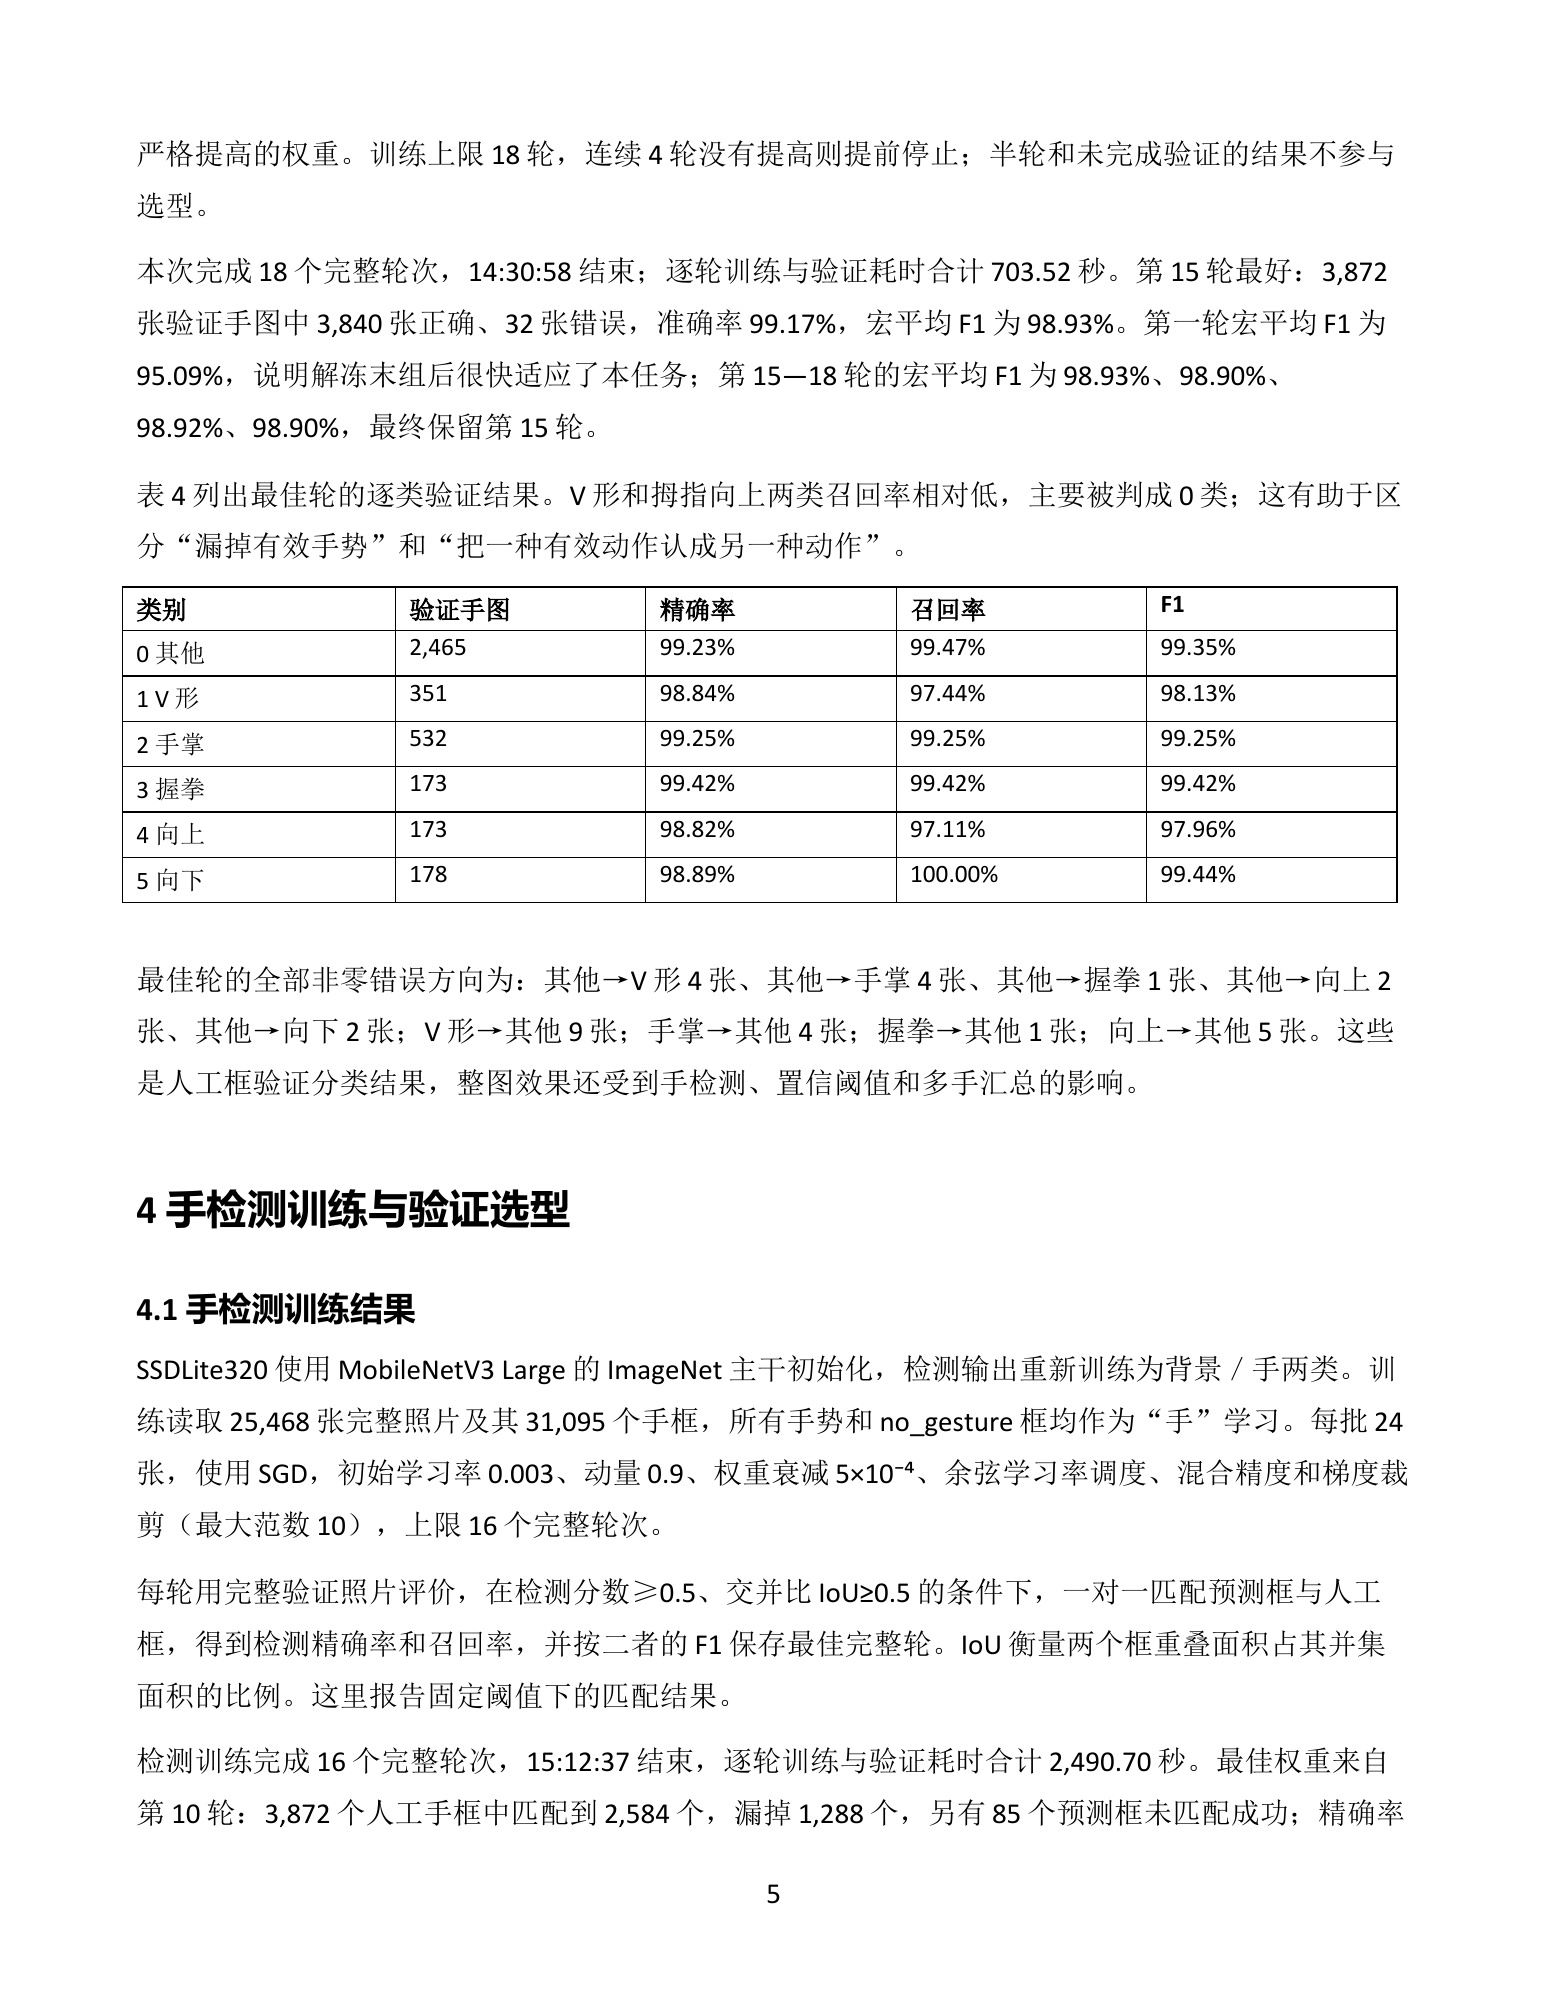 严格提高的权重。训练上限 18 轮，连续 4 轮没有提高则提前停止；半轮和未完成验证的结果不参与
选型。
本次完成 18 个完整轮次，14:30:58 结束；逐轮训练与验证耗时合计 703.52 秒。第 15 轮最好：3,872
张验证手图中 3,840 张正确、32 张错误，准确率 99.17%，宏平均 F1 为 98.93%。第一轮宏平均 F1 为
95.09%，说明解冻末组后很快适应了本任务；第 15—18 轮的宏平均 F1 为 98.93%、98.90%、
98.92%、98.90%，最终保留第 15 轮。
表 4 列出最佳轮的逐类验证结果。V 形和拇指向上两类召回率相对低，主要被判成 0 类；这有助于区
分“漏掉有效手势”和“把一种有效动作认成另一种动作”。
类别 验证手图 精确率 召回率 F1
0 其他 2,465 99.23% 99.47% 99.35%
1 V 形 351 98.84% 97.44% 98.13%
2 手掌 532 99.25% 99.25% 99.25%
3 握拳 173 99.42% 99.42% 99.42%
4 向上 173 98.82% 97.11% 97.96%
5 向下 178 98.89% 100.00% 99.44%
最佳轮的全部非零错误方向为：其他→V 形 4 张、其他→手掌 4 张、其他→握拳 1 张、其他→向上 2
张、其他→向下 2 张；V 形→其他 9 张；手掌→其他 4 张；握拳→其他 1 张；向上→其他 5 张。这些
是人工框验证分类结果，整图效果还受到手检测、置信阈值和多手汇总的影响。
4 手检测训练与验证选型
4.1 手检测训练结果
SSDLite320 使用 MobileNetV3 Large 的 ImageNet 主干初始化，检测输出重新训练为背景／手两类。训
练读取 25,468 张完整照片及其 31,095 个手框，所有手势和 no_gesture 框均作为“手”学习。每批 24
张，使用 SGD，初始学习率 0.003、动量 0.9、权重衰减 5×10⁻⁴、余弦学习率调度、混合精度和梯度裁
剪（最大范数 10），上限 16 个完整轮次。
每轮用完整验证照片评价，在检测分数≥0.5、交并比 IoU≥0.5 的条件下，一对一匹配预测框与人工
框，得到检测精确率和召回率，并按二者的 F1 保存最佳完整轮。IoU 衡量两个框重叠面积占其并集
面积的比例。这里报告固定阈值下的匹配结果。
检测训练完成 16 个完整轮次，15:12:37 结束，逐轮训练与验证耗时合计 2,490.70 秒。最佳权重来自
第 10 轮：3,872 个人工手框中匹配到 2,584 个，漏掉 1,288 个，另有 85 个预测框未匹配成功；精确率
5